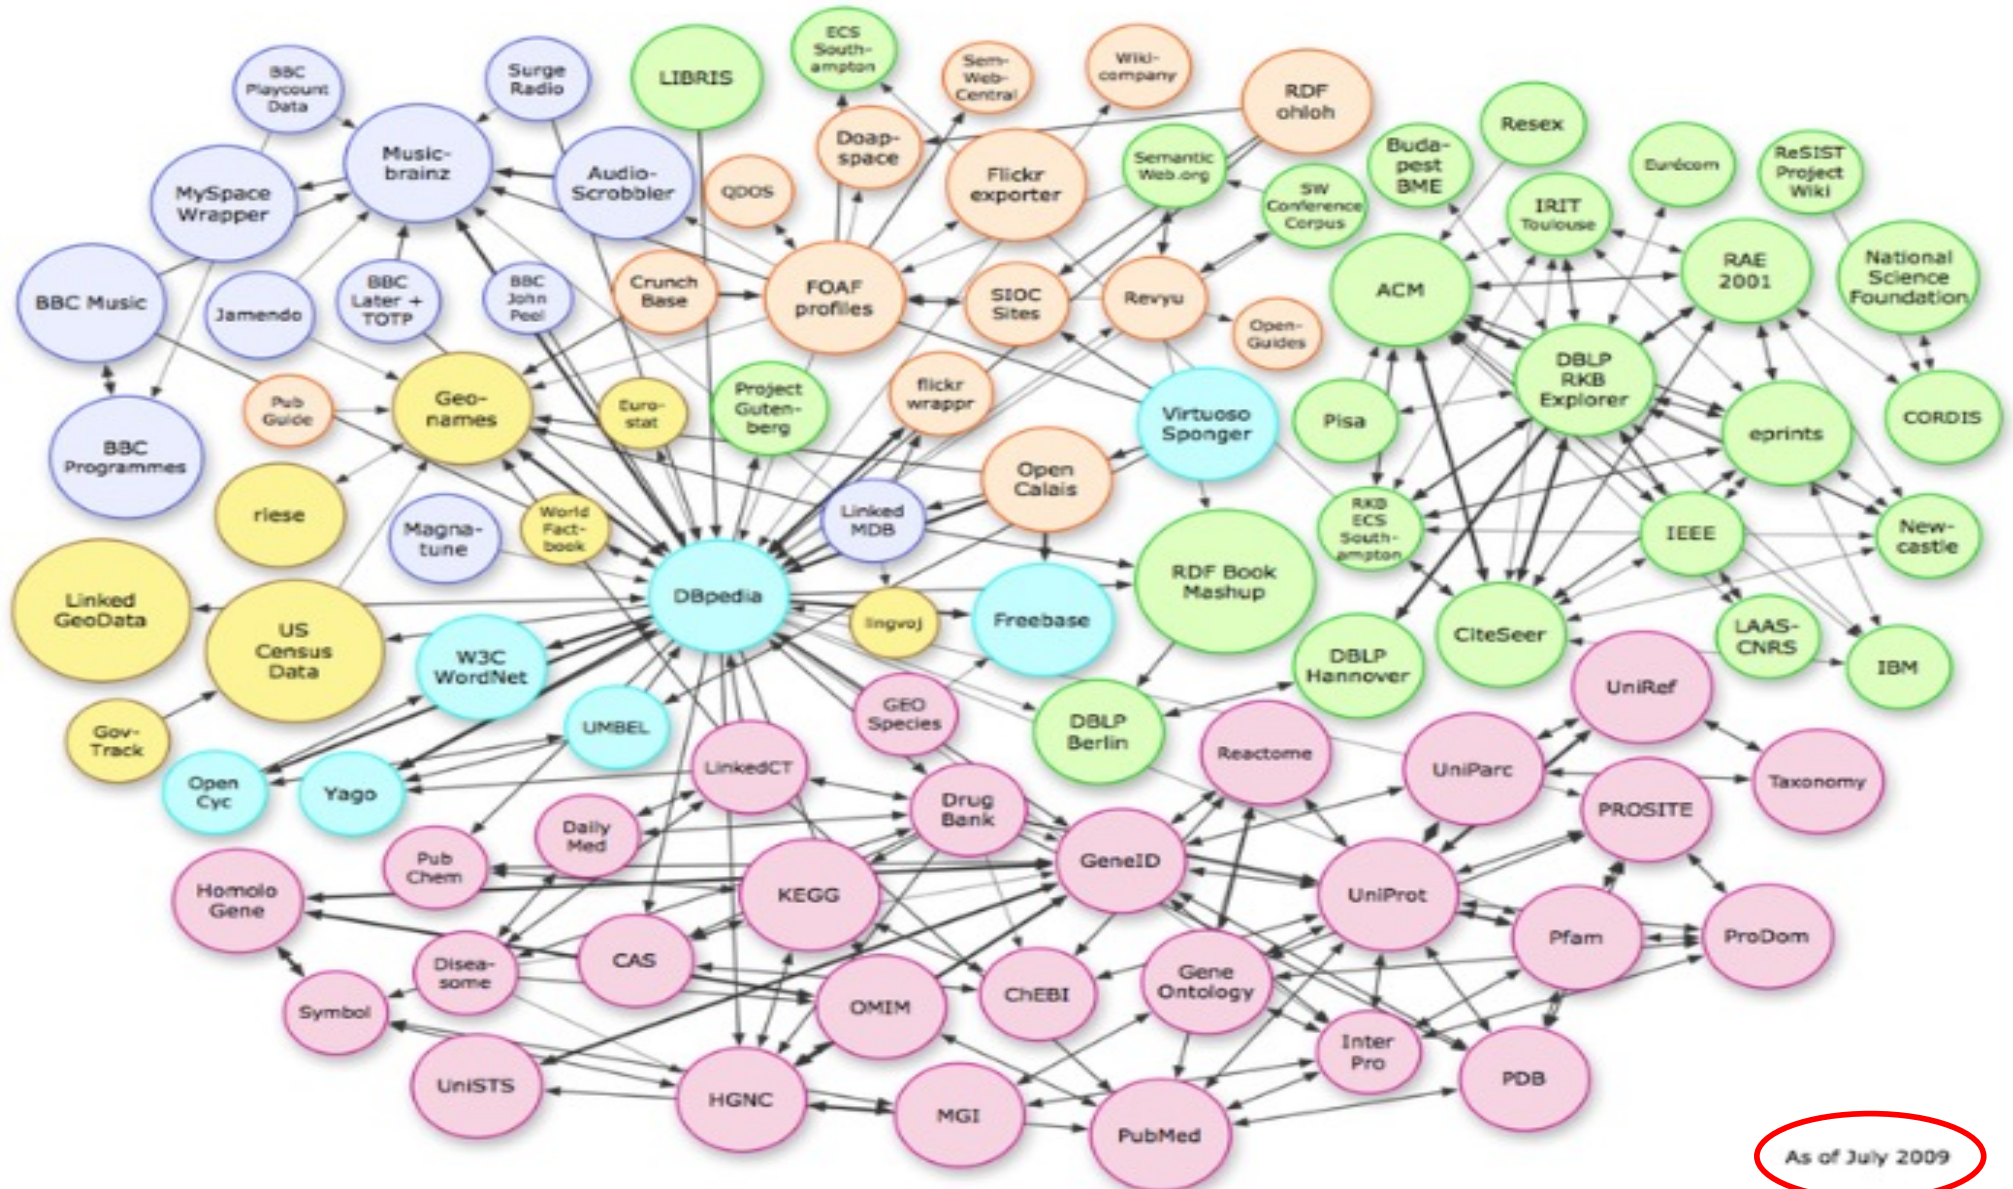 BBC
Playcount
Data
Surge
Radio
LIBRIS
ECS
South-
ampton
Sem-
Web-
Central
Wiki-
company
RDF
ohloh
Music-
brainz
Audio-
Scrobbler
MySpace
Wrapper
QDOS
Doap-
space
Flickr
exporter
Semantic
Web.org
SW
Conference
Corpus
Buda-
pest
BME
Resex
Eurécom
ReSIST
Project
Wiki
IRIT
Toulouse
RAE
2001
National
Science
Foundation
ACM
BBC Music
Jamendo
BBC
Later +
TOTP
BBC
John
Peel
Crunch
Base
FOAF
profiles
SIOC
Sites
Revyu
Open-
Guides
DBLP
RKB
Explorer
Pub
Guide
Geo-
names
Euro-
stat
Project
Guten-
berg
flickr
wrappr
Virtuoso
Sponger
Pisa
eprints
CORDIS
BBC
Programmes
riese
Magna-
tune
World
Fact-
book
Linked
MDB
Open
Calais
RKB
ECS
South-
ampton
IEEE
New-
castle
Linked
GeoData
US
Census
Data
W3C
WordNet
DBpedia
lingvoj
Freebase
RDF Book
Mashup
DBLP
Hannover
CiteSeer
LAAS-
CNRS
IBM
Gov-
Track
Open
Cyc
Yago
UMBEL
LinkedCT
GEO
Species
DBLP
Berlin
Reactome
UniParc
UniRef
Taxonomy
PROSITE
Drug
Bank
Daily
Med
Pub
Chem
Homolo
Gene
KEGG
GeneID
UniProt
Pfam
ProDom
Disea-
some
CAS
Symbol
OMIM
ChEBI
Gene
Ontology
Inter
Pro
PDB
UniSTS
HGNC
MGI
PubMed
As of July 2009